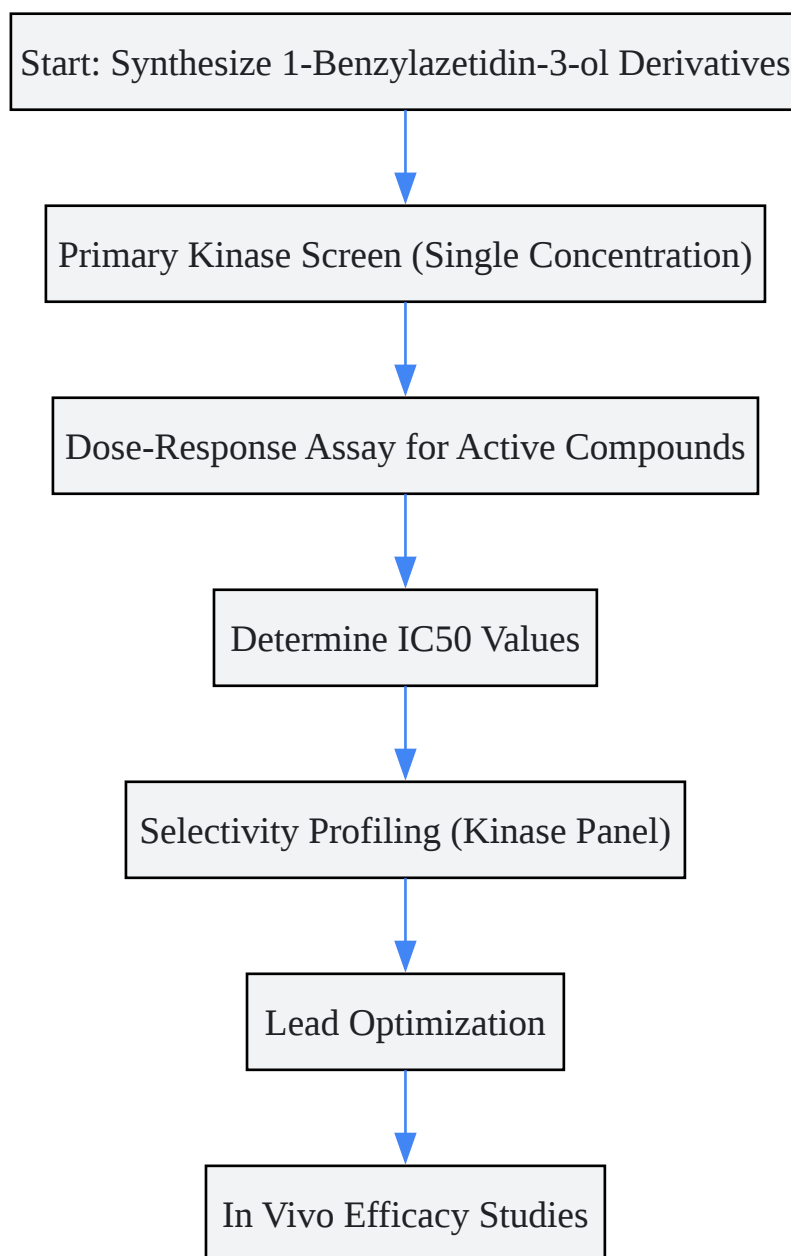 Start: Synthesize 1-Benzylazetidin-3-ol Derivatives
Primary Kinase Screen (Single Concentration)
Dose-Response Assay for Active Compounds
Determine IC50 Values
Selectivity Profiling (Kinase Panel)
Lead Optimization
In Vivo Efficacy Studies